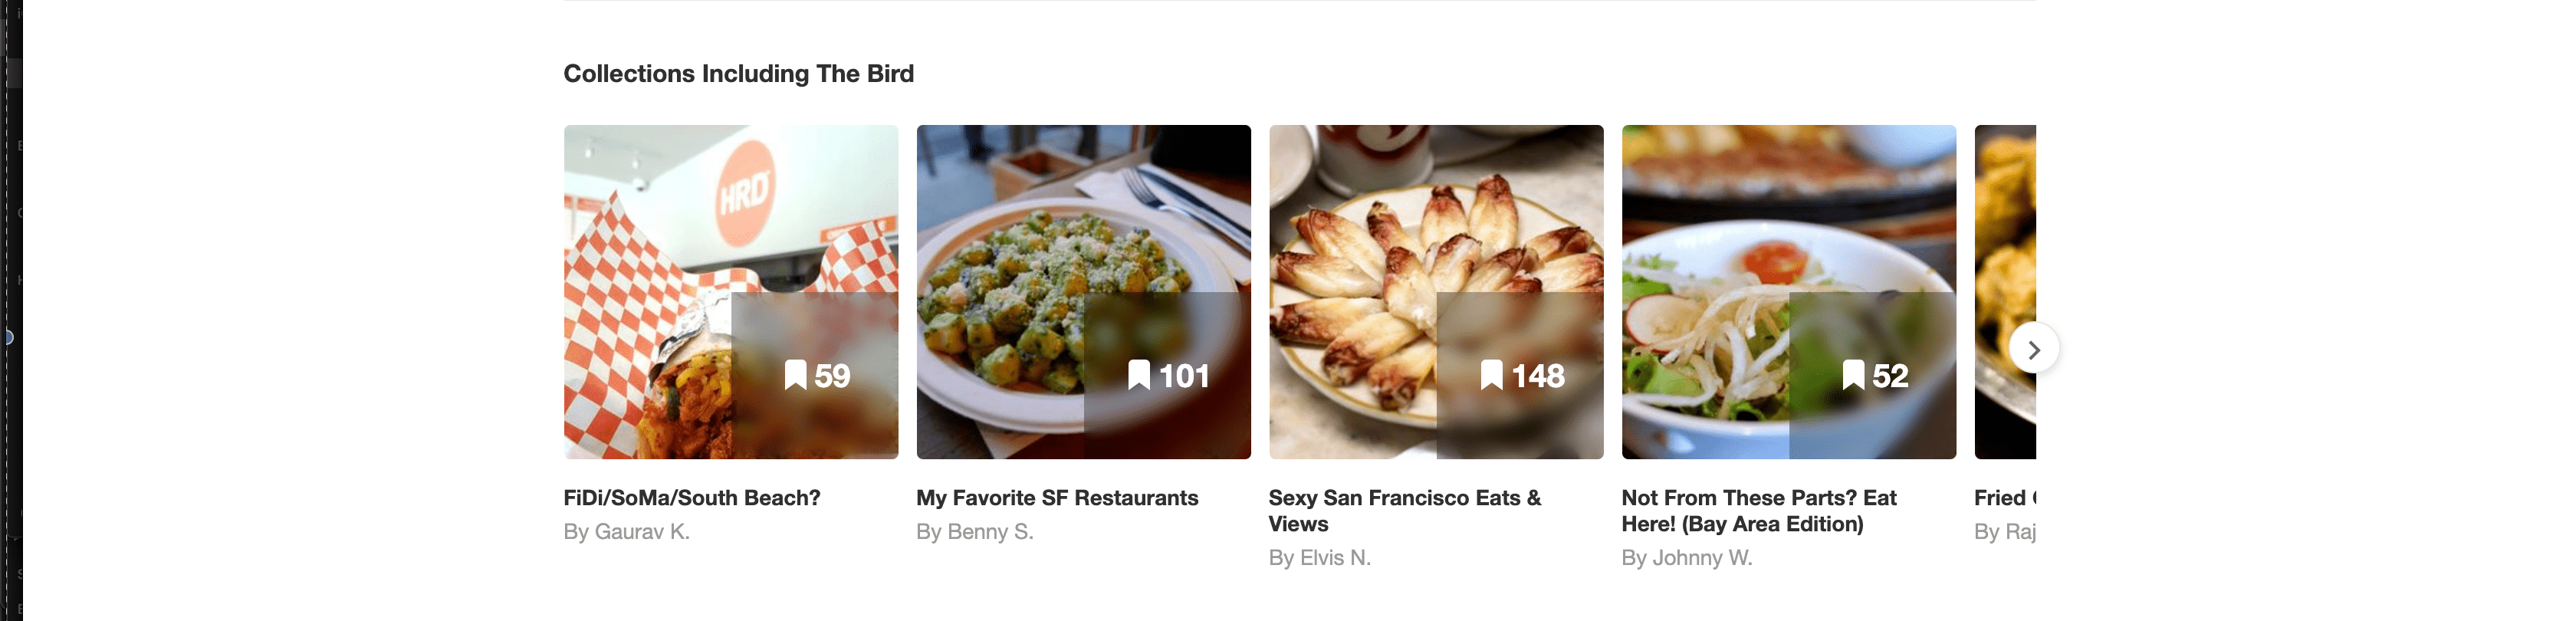 Collections Including The Bird
HRD
59
101
148
52
FiDi/SoMa/South Beach?
By Gaurav K.
My Favorite SF Restaurants
By Benny S.
Sexy San Francisco Eats &
Views
By Elvis N.
Not From These Parts? Eat
Here! (Bay Area Edition)
By Johnny W.
Fried
By Raj